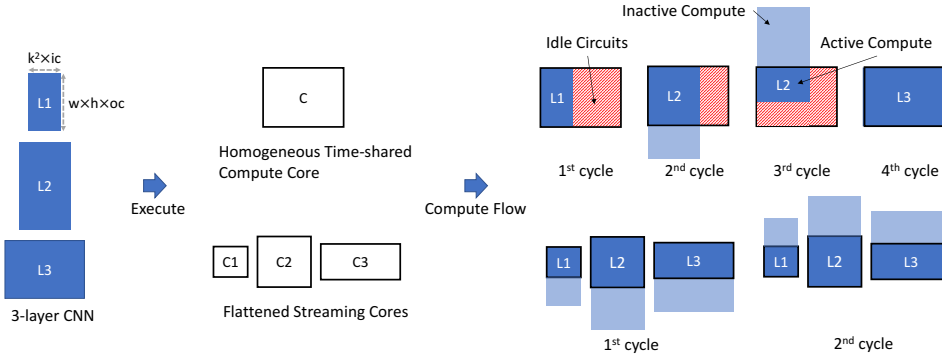 k²×ic
L1
w×h×oc
L2
L3
3-layer CNN
Execute
C
Homogeneous Time-shared
Compute Core
C1
C2
C3
Flattened Streaming Cores
Compute Flow
Inactive Compute
Idle Circuits
Active Compute
L1
L2
L2
L3
1st cycle
2nd cycle
3rd cycle
4th cycle
L1
L2
L3
L1
L2
L3
1st cycle
2nd cycle